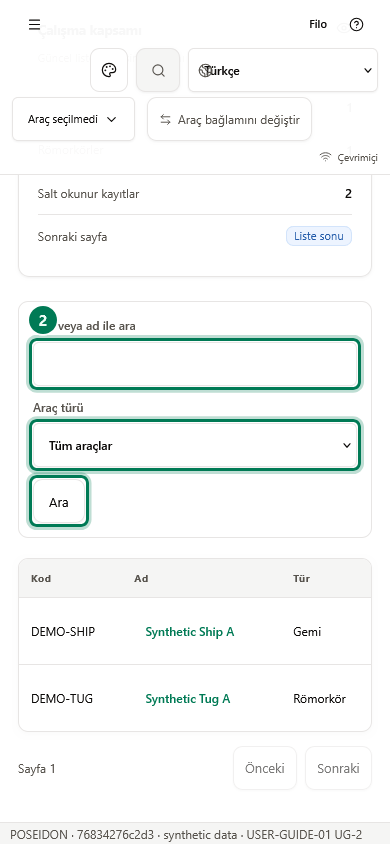 Çalışma kapsamı
Filo
Türkçe
Araç seçilmedi
Araç bağlamını değiştir
Çevrimiçi
Salt okunur kayıtlar 2
Sonraki sayfa Liste sonu
2 veya ad ile ara
Araç türü
Tüm araçlar
Ara
Kod Ad Tür
DEMO-SHIP Synthetic Ship A Gemi
DEMO-TUG Synthetic Tug A Römorkör
Sayfa 1 Önceki Sonraki
POSEIDON · 76834276c2d3 · synthetic data · USER-GUIDE-01 UG-2